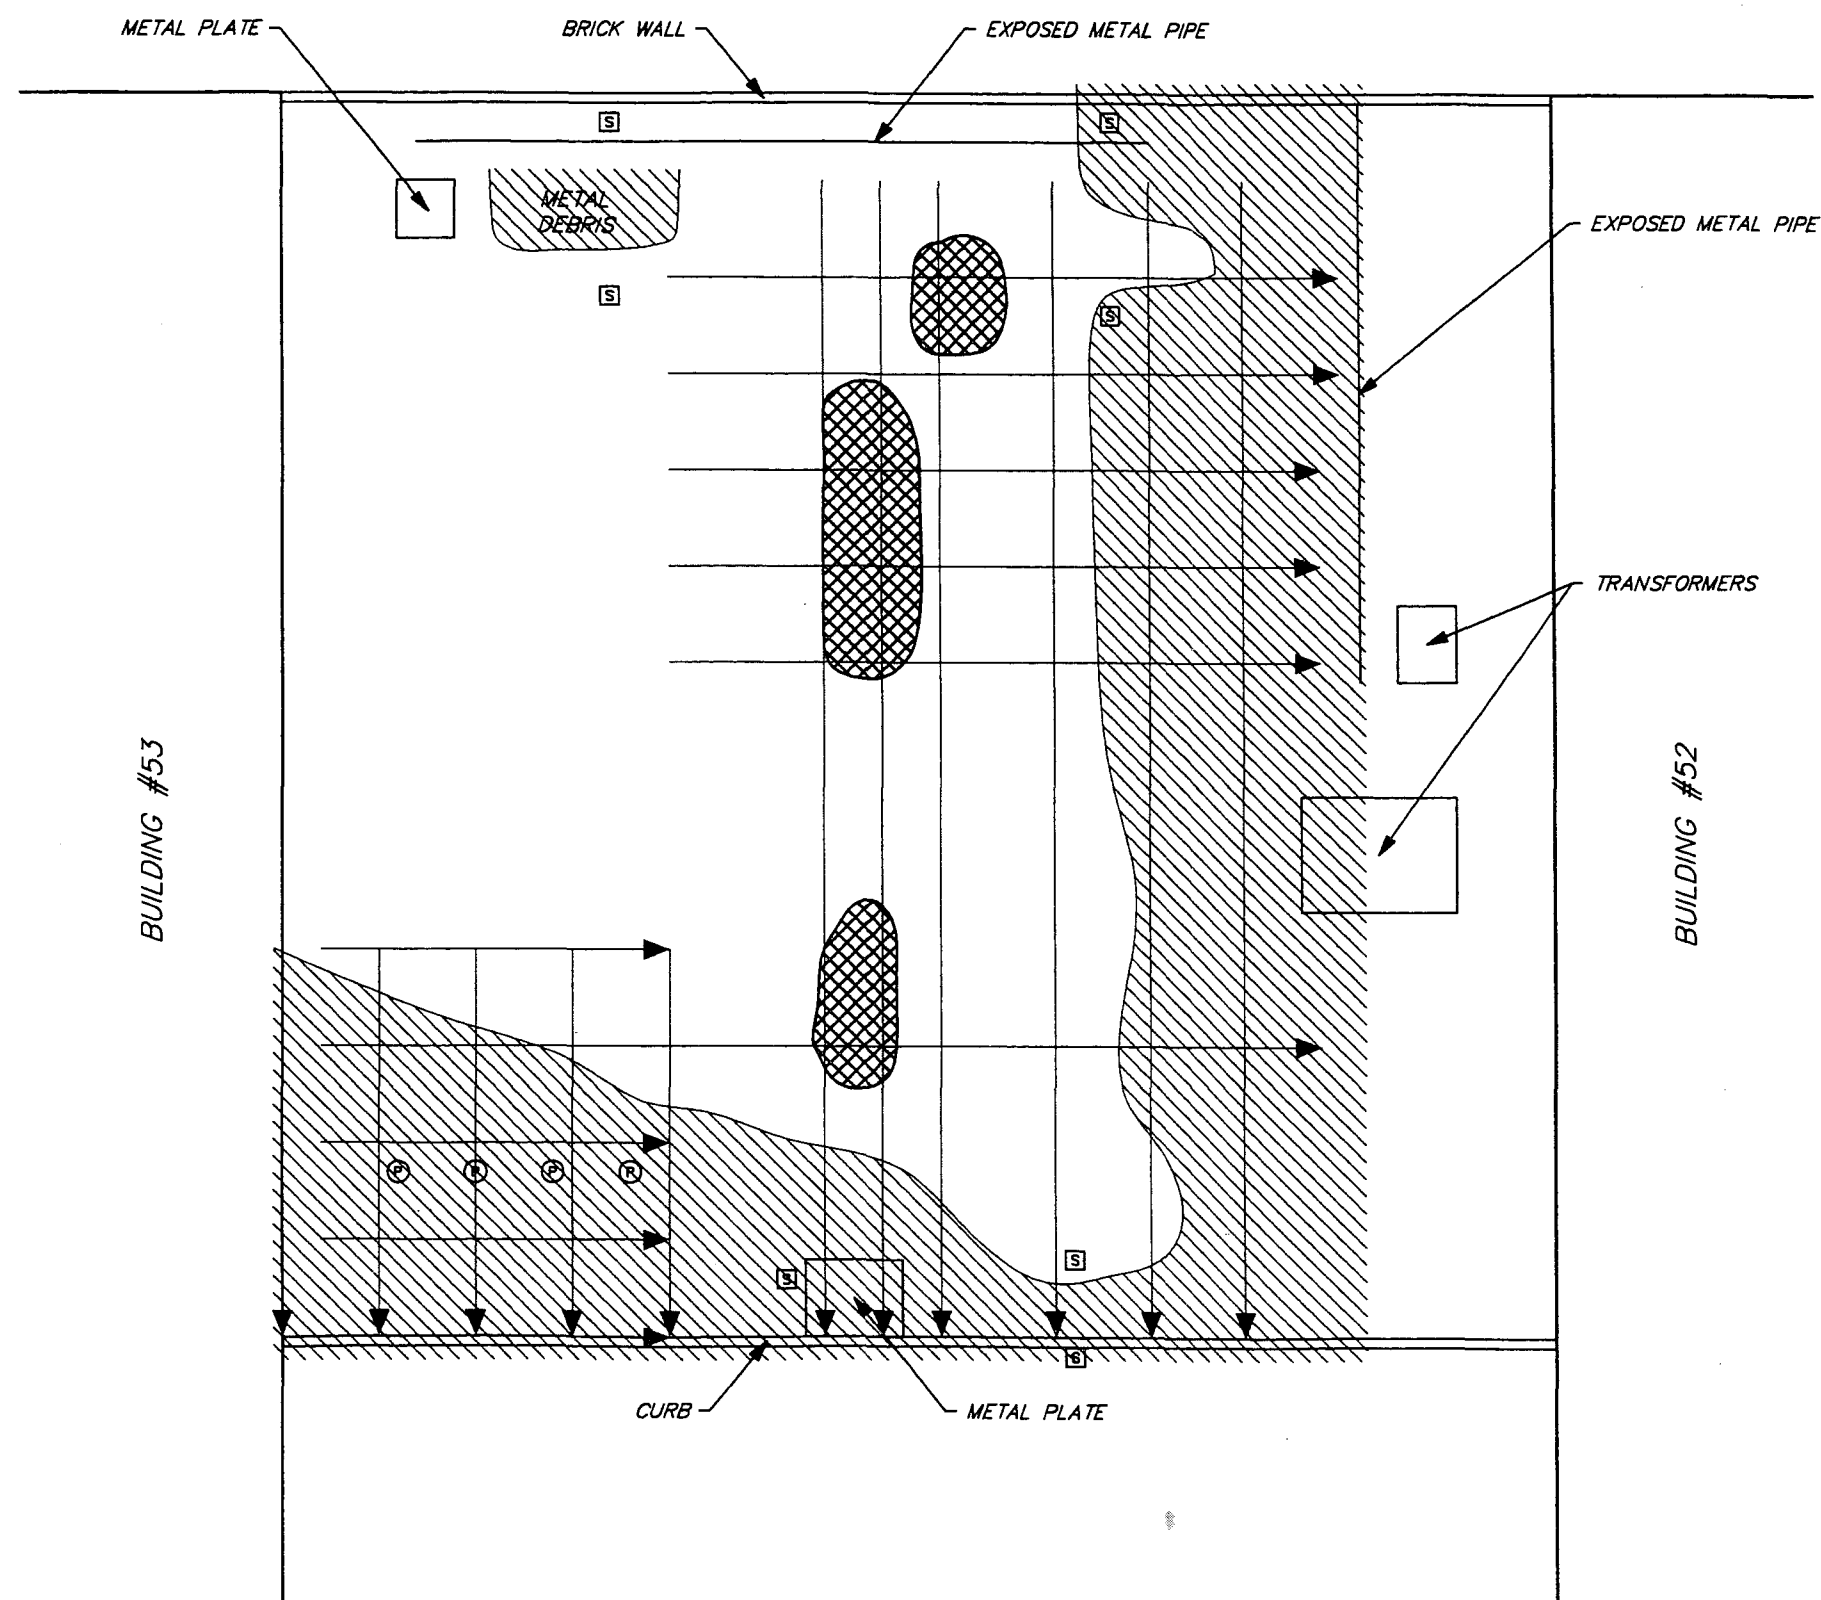 METAL PLATE
BRICK WALL
EXPOSED METAL PIPE
S
S
METAL
DEBRIS
EXPOSED METAL PIPE
S
S
TRANSFORMERS
BUILDING #53
BUILDING #52
P
P
P
P
S
S
S
CURB
METAL PLATE